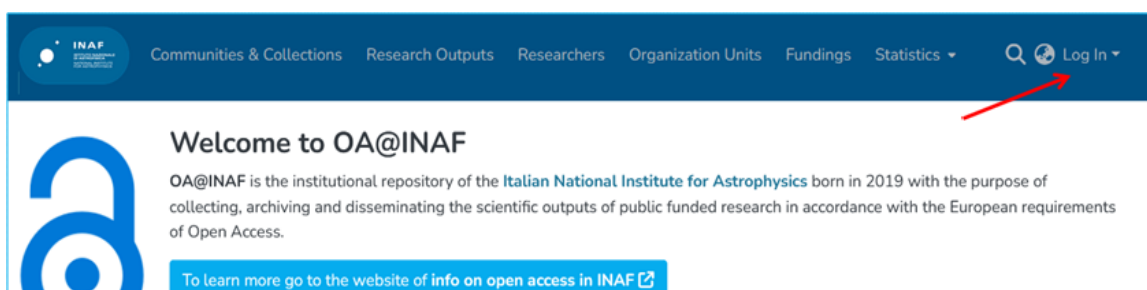 INAF
Communities & Collections Research Outputs Researchers Organization Units Fundings Statistics Log In
Welcome to OA@INAF
OA@INAF is the institutional repository of the Italian National Institute for Astrophysics born in 2019 with the purpose of
collecting, archiving and disseminating the scientific outputs of public funded research in accordance with the European requirements
of Open Access.
To learn more go to the website of info on open access in INAF